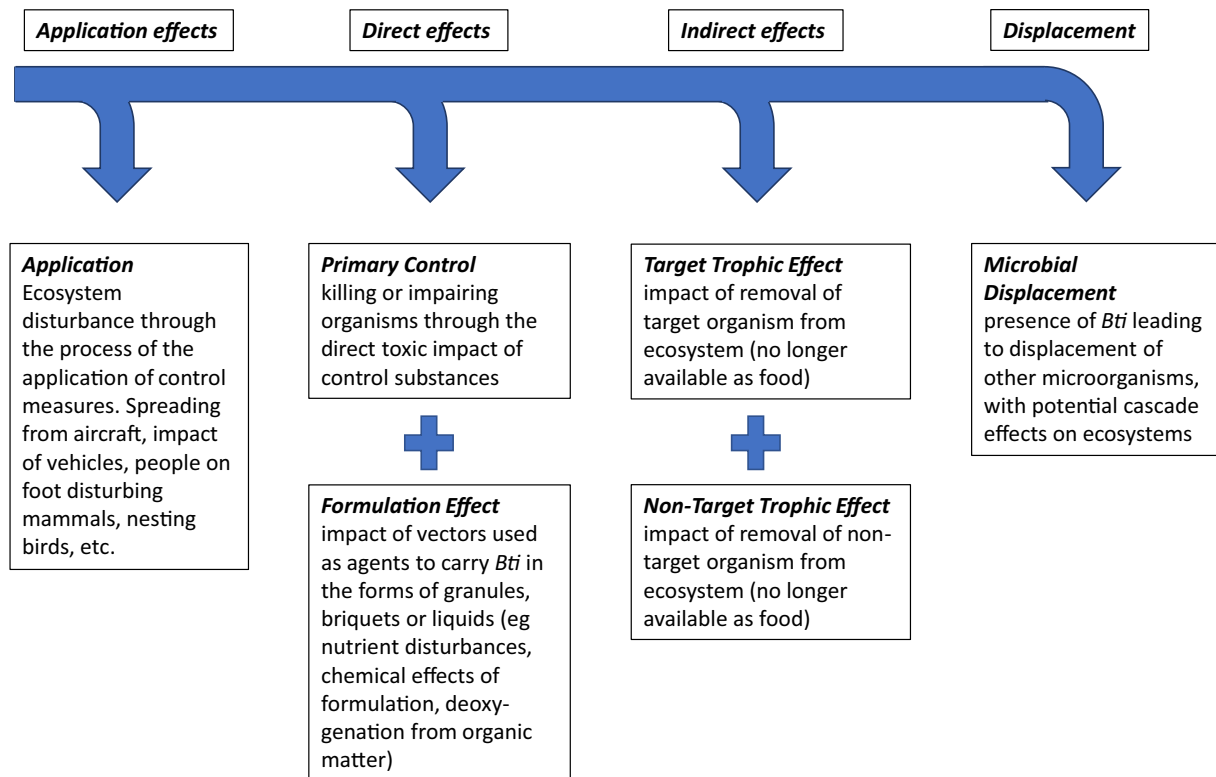 Application effects
Direct effects
Indirect effects
Displacement
Application
Ecosystem
disturbance through
the process of the
application of control
measures. Spreading
from aircraft, impact
of vehicles, people on
foot disturbing
mammals, nesting
birds, etc.
Primary Control
killing or impairing
organisms through the
direct toxic impact of
control substances
Formulation Effect
impact of vectors used
as agents to carry Bti in
the forms of granules,
briquets or liquids (eg
nutrient disturbances,
chemical effects of
formulation, deoxy-
genation from organic
matter)
Target Trophic Effect
impact of removal of
target organism from
ecosystem (no longer
available as food)
Non-Target Trophic Effect
impact of removal of non-
target organism from
ecosystem (no longer
available as food)
Microbial
Displacement
presence of Bti leading
to displacement of
other microorganisms,
with potential cascade
effects on ecosystems